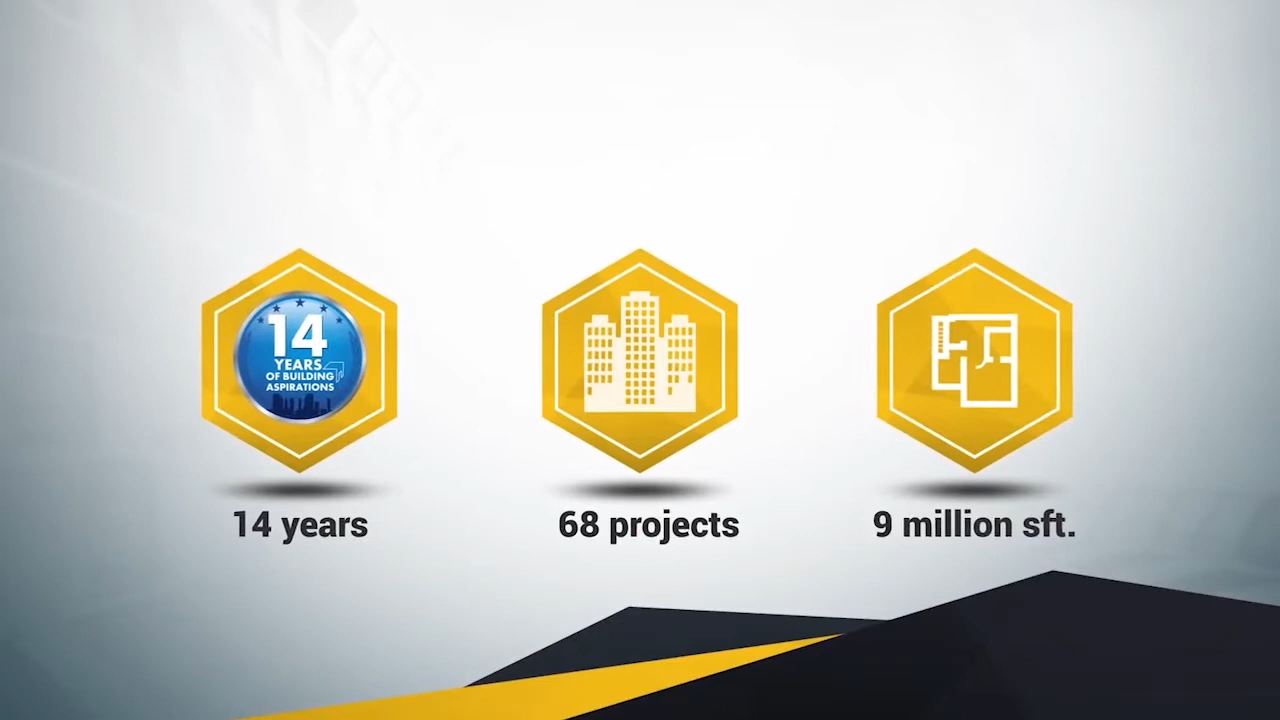 14
YEARS
OF BUILDING
ASPIRATIONS
14 years
68 projects
9 million sft.